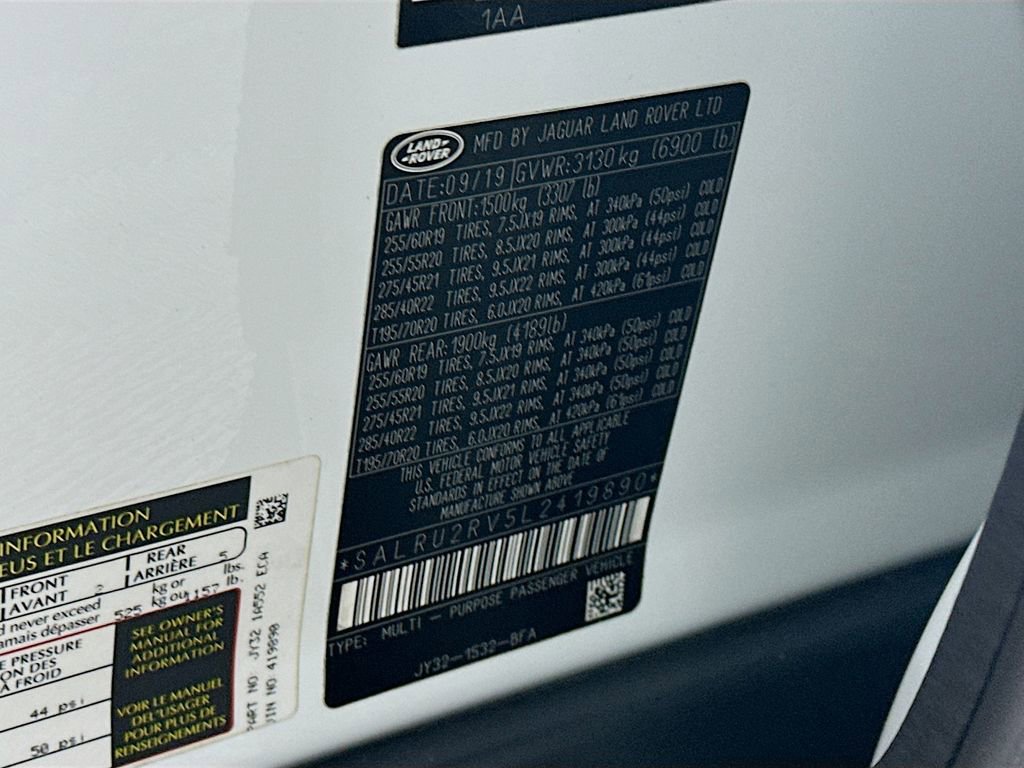 1AA
LAND-
-ROVER
MFD BY JAGUAR LAND ROVER LTD
DATE:09/19 GVWR:3130kg (6900 lb)
GAWR FRONT:1500kg (3307 lb)
255/60R19 TIRES, 7.5JX19 RIMS, AT 340kPa (50psi) COLD
255/55R20 TIRES, 8.5JX20 RIMS, AT 300kPa (44psi) COLD
275/45R21 TIRES, 9.5JX21 RIMS, AT 300kPa (44psi) COLD
285/40R22 TIRES, 9.5JX22 RIMS, AT 300kPa (44psi) COLD
T195/70R20 TIRES, 6.0JX20 RIMS, AT 420kPa (61psi) COLD
GAWR REAR:1900kg (4189lb)
255/60R19 TIRES, 7.5JX19 RIMS, AT 340kPa (50psi) COLD
255/55R20 TIRES, 8.5JX20 RIMS, AT 340kPa (50psi) COLD
275/45R21 TIRES, 9.5JX21 RIMS, AT 340kPa (50psi) COLD
285/40R22 TIRES, 9.5JX22 RIMS, AT 340kPa (50psi) COLD
T195/70R20 TIRES, 6.0JX20 RIMS, AT 420kPa (61psi) COLD
THIS VEHICLE CONFORMS TO ALL APPLICABLE
U.S. FEDERAL MOTOR VEHICLE SAFETY
STANDARDS IN EFFECT ON THE DATE OF
MANUFACTURE SHOWN ABOVE
*SALRU2RV5L2419890*
TYPE: MULTI - PURPOSE PASSENGER VEHICLE
JY32-1532-BFA
INFORMATION
EUS ET LE CHARGEMENT
FRONT
AVANT 2
REAR
ARRIÈRE 5
d never exceed
amais dépasser 525
kg or
kg ou 1157
lbs.
lb.
E PRESSURE
ON DES
À FROID
44 psi
50 psi
SEE OWNER'S
MANUAL FOR
ADDITIONAL
INFORMATION
VOIR LE MANUEL
DE L'USAGER
POUR PLUS DE
RENSEIGNEMENTS
PART NO JY32 1A552 ECA
VIN NO 419890